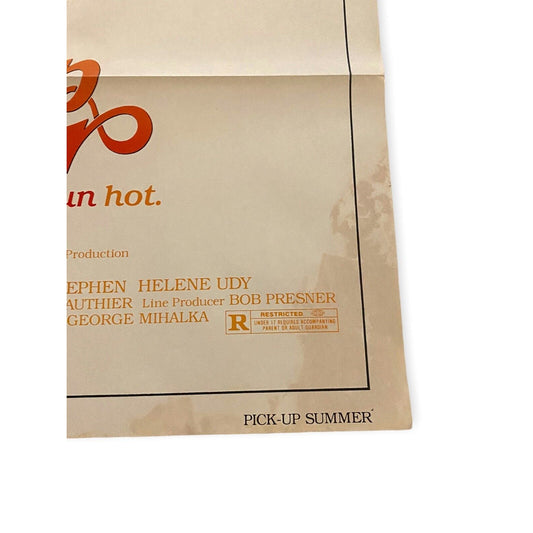 un hot.
Production
EPHEN HELENE UDY
AUTHIER Line Producer BOB PRESNER
GEORGE MIHALKA R RESTRICTED
UNDER 17 REQUIRES ACCOMPANYING
PARENT OR ADULT GUARDIAN
PICK-UP SUMMER